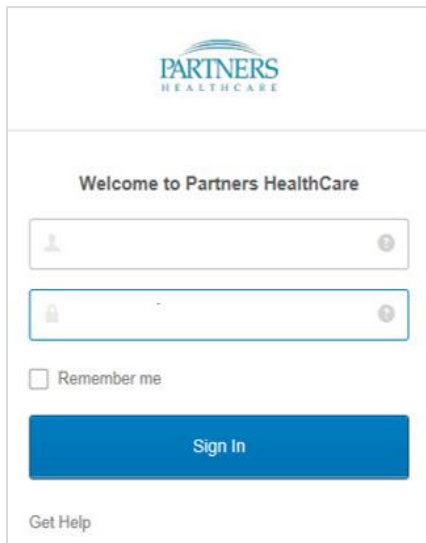 PARTNERS
HEALTHCARE
Welcome to Partners HealthCare
Remember me
Sign In
Get Help